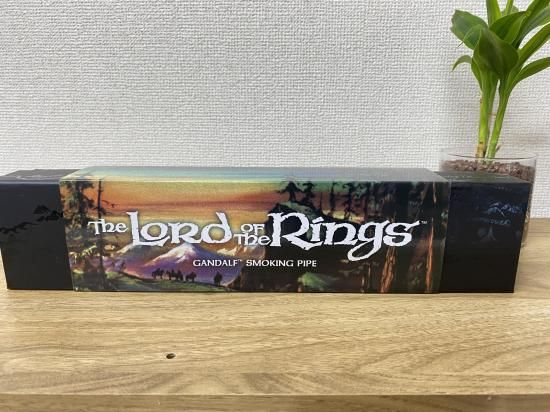 The Lord of the Rings™
GANDALF™ SMOKING PIPE